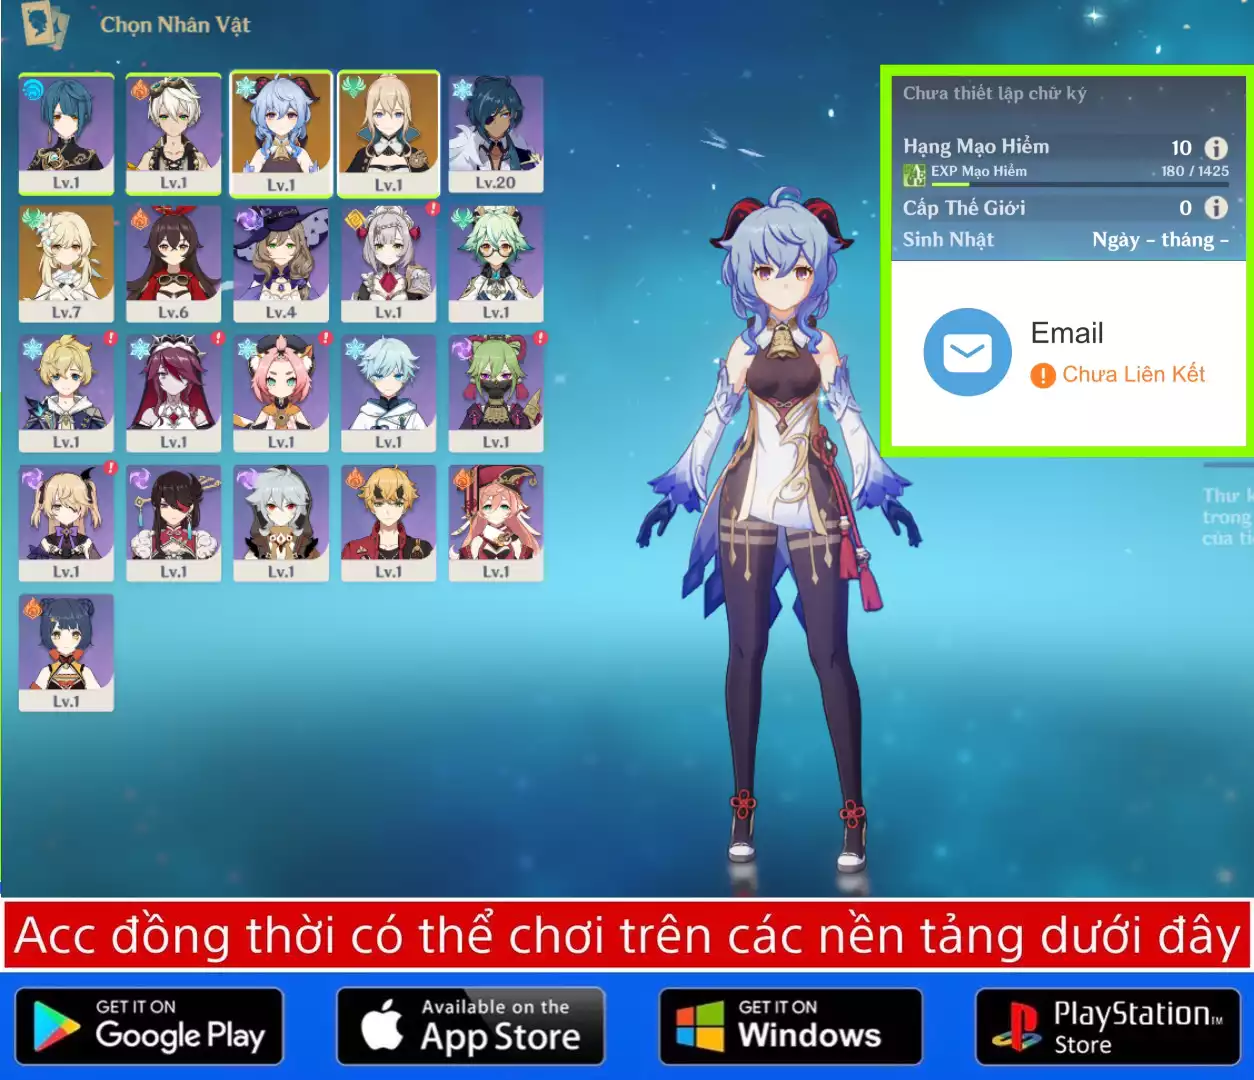 Chọn Nhân Vật
Lv.1
Lv.1
Lv.1
Lv.1
Lv.20
Lv.7
Lv.6
Lv.4
Lv.1
Lv.1
Lv.1
Lv.1
Lv.1
Lv.1
Lv.1
Lv.1
Lv.1
Lv.1
Lv.1
Lv.1
Lv.1
Chưa thiết lập chữ ký
Hạng Mạo Hiểm 10
EXP Mạo Hiểm 180 / 1425
Cấp Thế Giới 0
Sinh Nhật Ngày - tháng -
Email
Chưa Liên Kết
Thư
trong
của
Acc đồng thời có thể chơi trên các nền tảng dưới đây
GET IT ON
Google Play
Available on the
App Store
GET IT ON
Windows
PlayStation™
Store